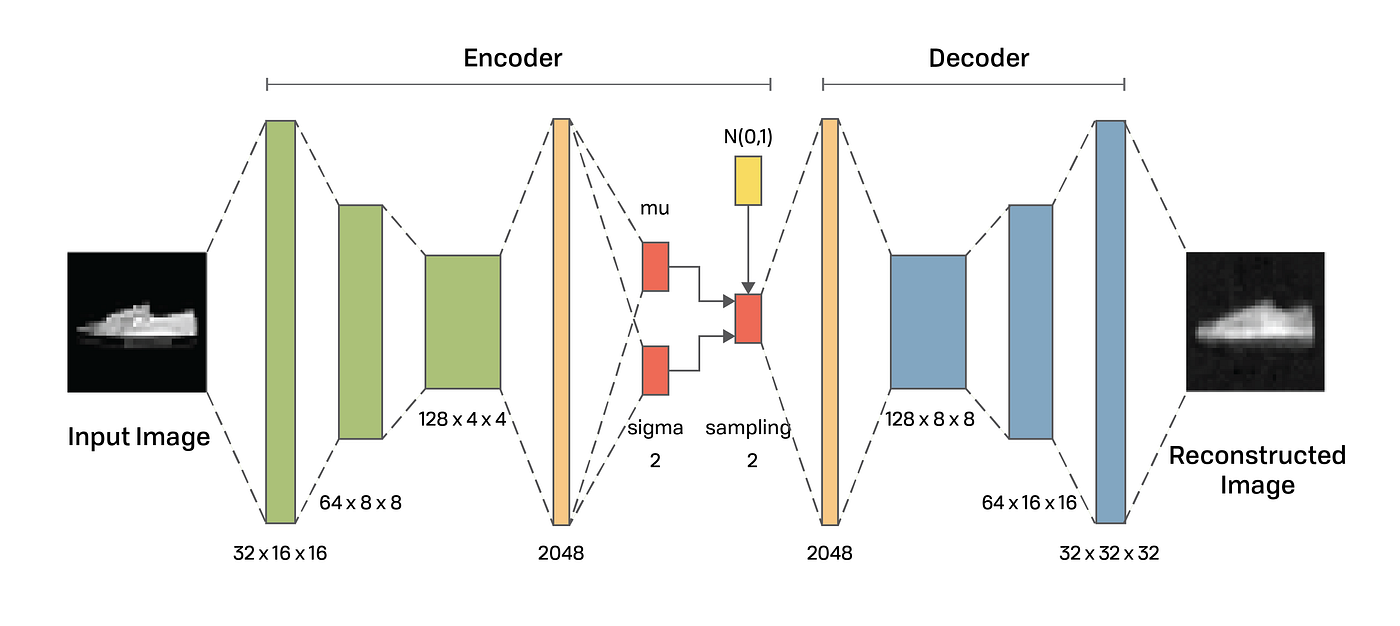 Encoder
Decoder
N(0,1)
mu
Input Image
128 x 4 x 4
sigma
2
sampling
2
128 x 8 x 8
Reconstructed
Image
64 x 8 x 8
64 x 16 x 16
32 x 16 x 16
2048
2048
32 x 32 x 32